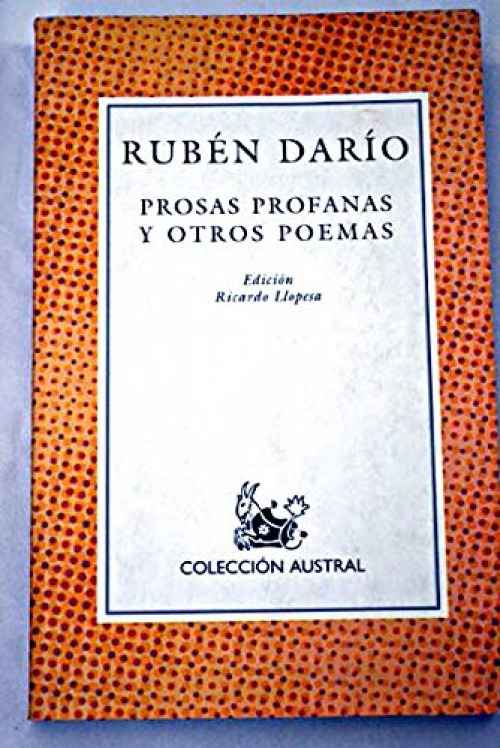 RUBÉN DARÍO
PROSAS PROFANAS
Y OTROS POEMAS
Edición
Ricardo Llopesa
COLECCIÓN AUSTRAL